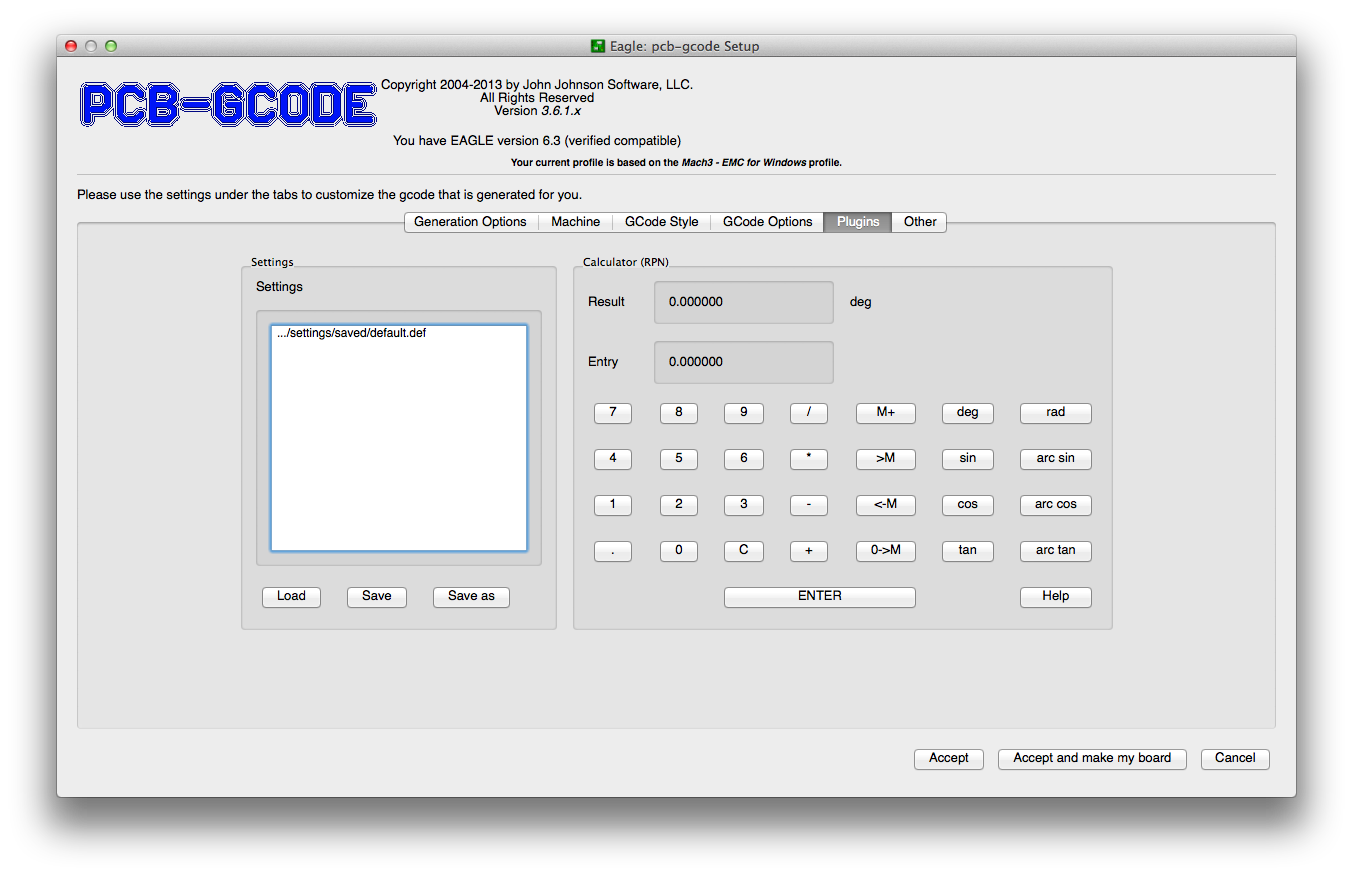 Eagle: pcb-gcode Setup
PCB-GCODE
Copyright 2004-2013 by John Johnson Software, LLC.
All Rights Reserved
Version 3.6.1.x
You have EAGLE version 6.3 (verified compatible)
Your current profile is based on the Mach3 - EMC for Windows profile.
Please use the settings under the tabs to customize the gcode that is generated for you.
Generation Options Machine GCode Style GCode Options Plugins Other
Settings
Settings
.../settings/saved/default.def
Load Save Save as
Calculator (RPN)
Result 0.000000 deg
Entry 0.000000
7 8 9 / M+ deg rad
4 5 6 * >M sin arc sin
1 2 3 - <-M cos arc cos
. 0 C + 0->M tan arc tan
ENTER Help
Accept Accept and make my board Cancel